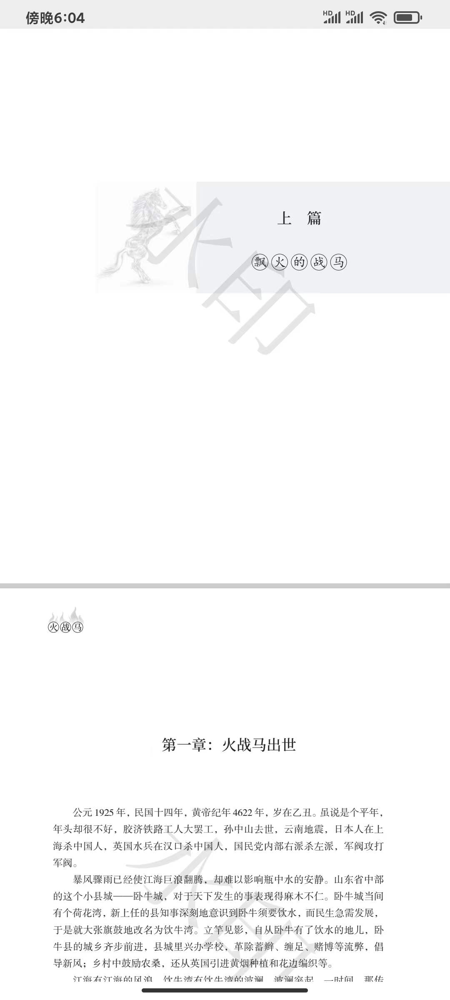 傍晚6:04
HD HD
上 篇
飘火的战马
水印
火战马
第一章：火战马出世
公元 1925 年，民国十四年，黄帝纪年 4622 年，岁在乙丑。虽说是个平年，
年头却很不好，胶济铁路工人大罢工，孙中山去世，云南地震，日本人在上
海杀中国人，英国水兵在汉口杀中国人，国民党内部右派杀左派，军阀攻打
军阀。
暴风骤雨已经使江海巨浪翻腾，却难以影响瓶中水的安静。山东省中部
的这个小县城——卧牛城，对于天下发生的事表现得麻木不仁。卧牛城当间
有个荷花湾，新上任的县知事深刻地意识到卧牛须要饮水，而民生急需发展，
于是就大张旗鼓地改名为饮牛湾。立竿见影，自从卧牛有了饮水的地儿，卧
牛县的城乡齐步前进，县城里兴办学校，革除蓄辫、缠足、赌博等流弊，倡
导新风；乡村中鼓励农桑，还从英国引进黄烟种植和花边编织等。
江海有江海的风浪，饮牛湾有饮牛湾的波澜。波澜突起，一时间，那传
水印